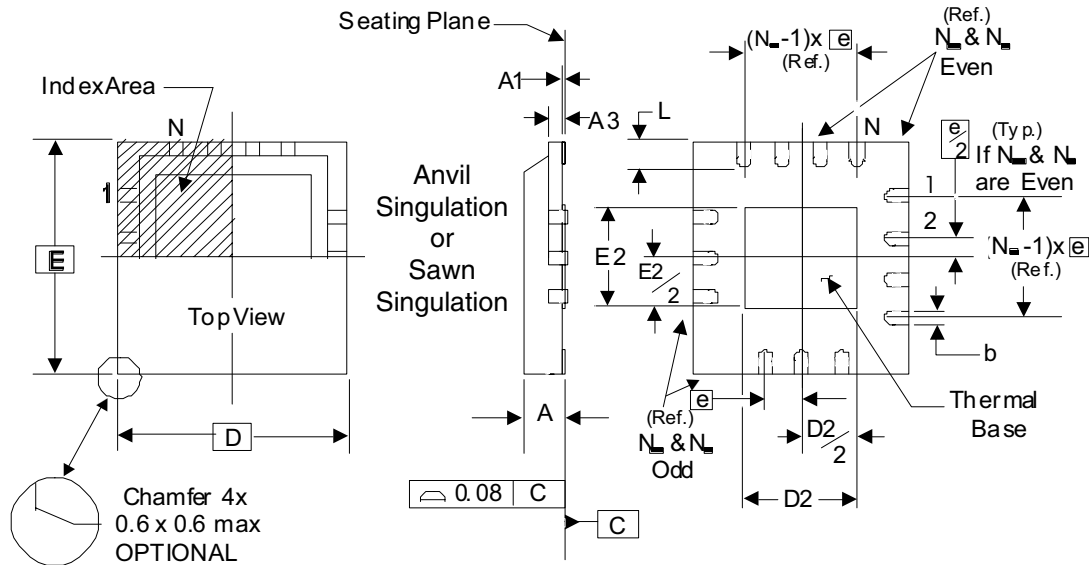 Seating Plane
Index Area
N
1
E
Top View
D
Chamfer 4x
0.6 x 0.6 max
OPTIONAL
A1
A3
Anvil
Singulation
or
Sawn
Singulation
A
0.08 C
C
L
E2
E2
2
(Ref.)
N & N
Odd
e
(N -1)x e
(Ref.)
(Ref.)
N & N
Even
N
1
2
e
2
(Typ.)
If N & N
are Even
(N -1)x e
(Ref.)
b
Thermal
Base
D2
2
D2